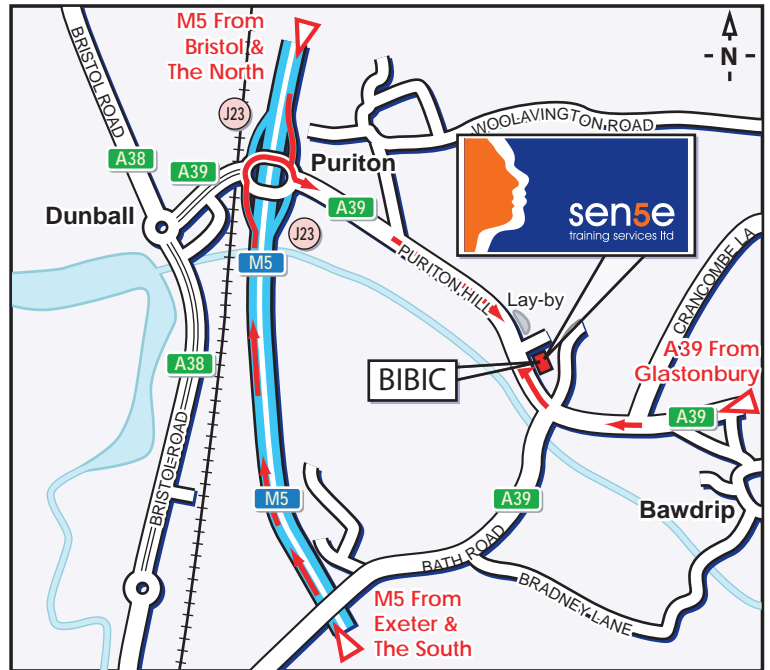 M5 From
Bristol &
The North
N
BRISTOL ROAD
J23
WOOLAVINGTON ROAD
A38
A39
Puriton
sen5e
training services ltd
A39
Dunball
J23
M5
PURITON HILL
Lay-by
CRANCOMBE LA
A38
BIBIC
A39 From
Glastonbury
A39
BRISTOL ROAD
M5
A39
Bawdrip
BATH ROAD
BRADNEY LANE
M5 From
Exeter &
The South